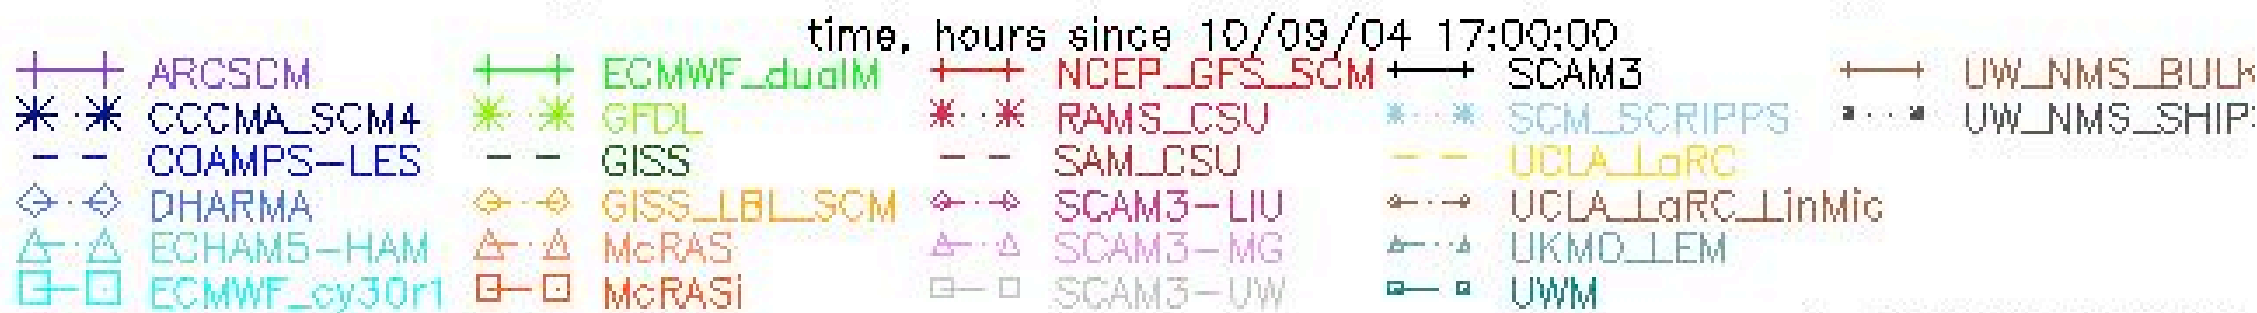 time, hours since 10/09/04 17:00:00
ARCSCM ECMWF_dualM NCEP_GFS_SCM SCAM3 UW_NMS_BULK
CCCMA_SCM4 GFDL RAMS_CSU SCM_SCRIPPS UW_NMS_SHIPS
COAMPS-LES GISS SAM_CSU UCLA_LaRC
DHARMA GISS_LBL_SCM SCAM3-LIU UCLA_LaRC_LinMic
ECHAM5-HAM McRAS SCAM3-MG UKMO_LEM
ECMWF_cy30r1 McRASi SCAM3-UW UWM